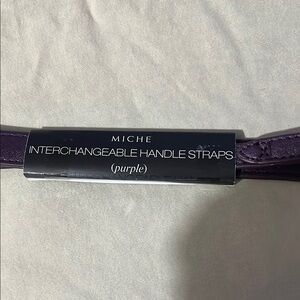 MICHE
INTERCHANGEABLE HANDLE STRAPS
(purple)